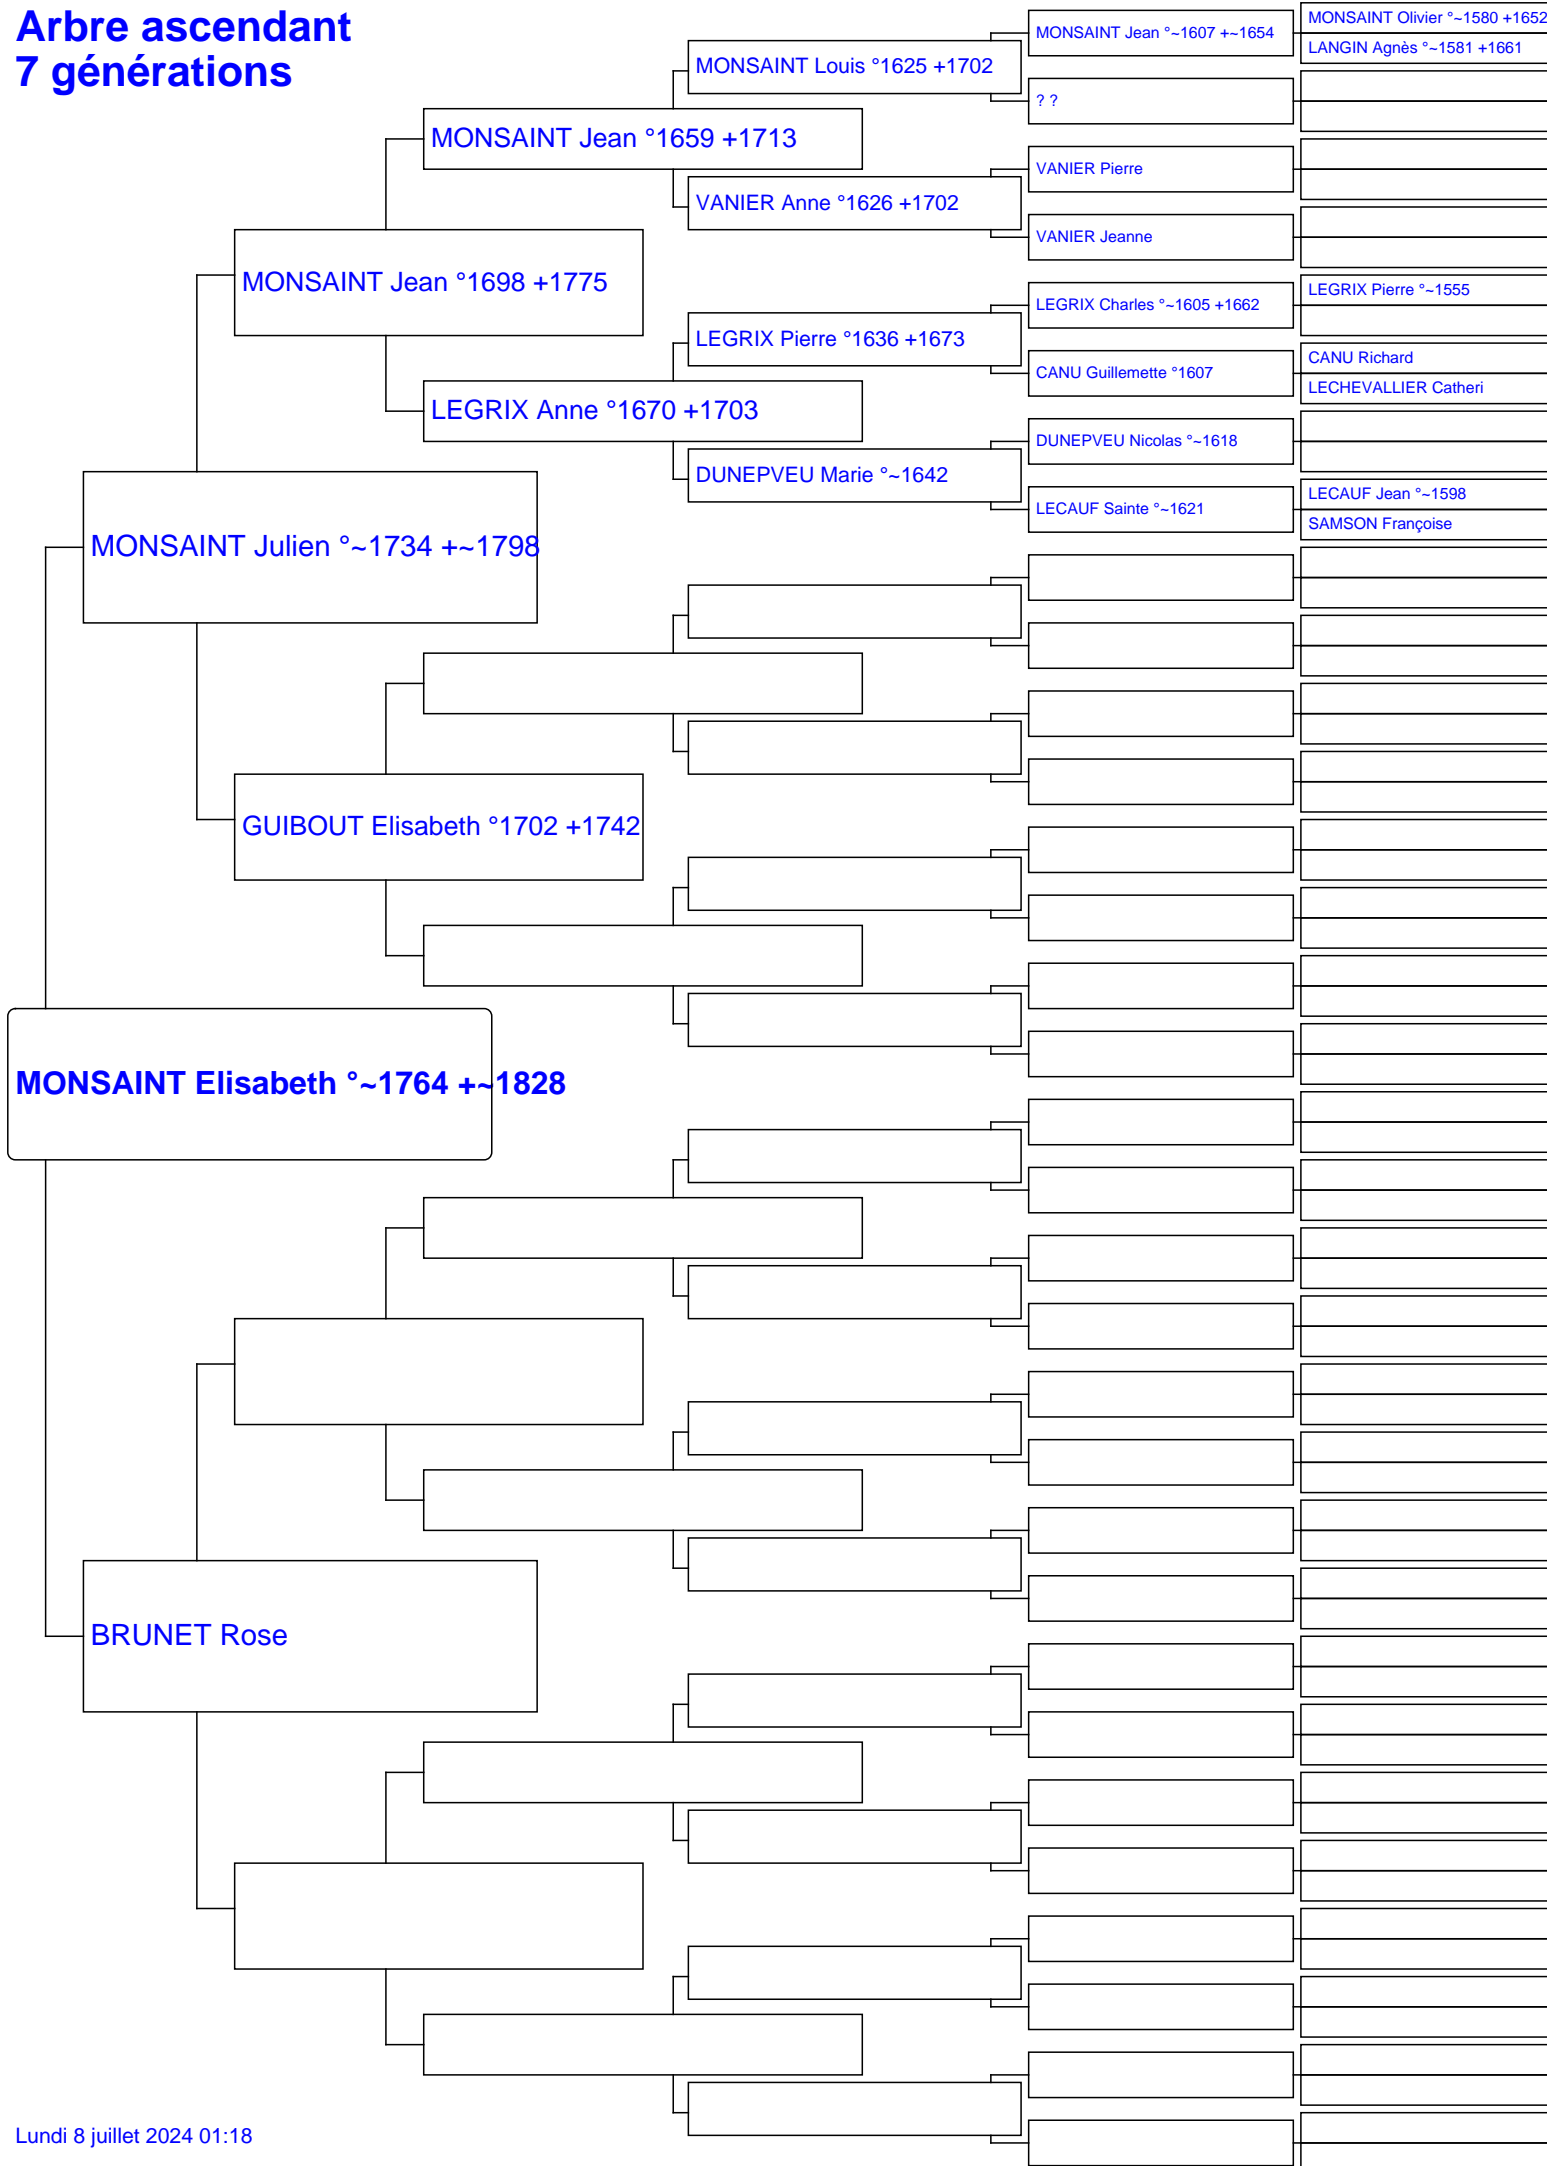 Arbre ascendant
7 générations
MONSAINT Elisabeth °~1764 +~1828
MONSAINT Julien °~1734 +~1798
BRUNET Rose
MONSAINT Jean °1698 +1775
GUIBOUT Elisabeth °1702 +1742
MONSAINT Jean °1659 +1713
LEGRIX Anne °1670 +1703
MONSAINT Louis °1625 +1702
VANIER Anne °1626 +1702
LEGRIX Pierre °1636 +1673
DUNEPVEU Marie °~1642
MONSAINT Jean °~1607 +~1654
? ?
VANIER Pierre
VANIER Jeanne
LEGRIX Charles °~1605 +1662
CANU Guillemette °1607
DUNEPVEU Nicolas °~1618
LECAUF Sainte °~1621
MONSAINT Olivier °~1580 +1652
LANGIN Agnès °~1581 +1661
LEGRIX Pierre °~1555
CANU Richard
LECHEVALLIER Catheri
LECAUF Jean °~1598
SAMSON Françoise
Lundi 8 juillet 2024 01:18